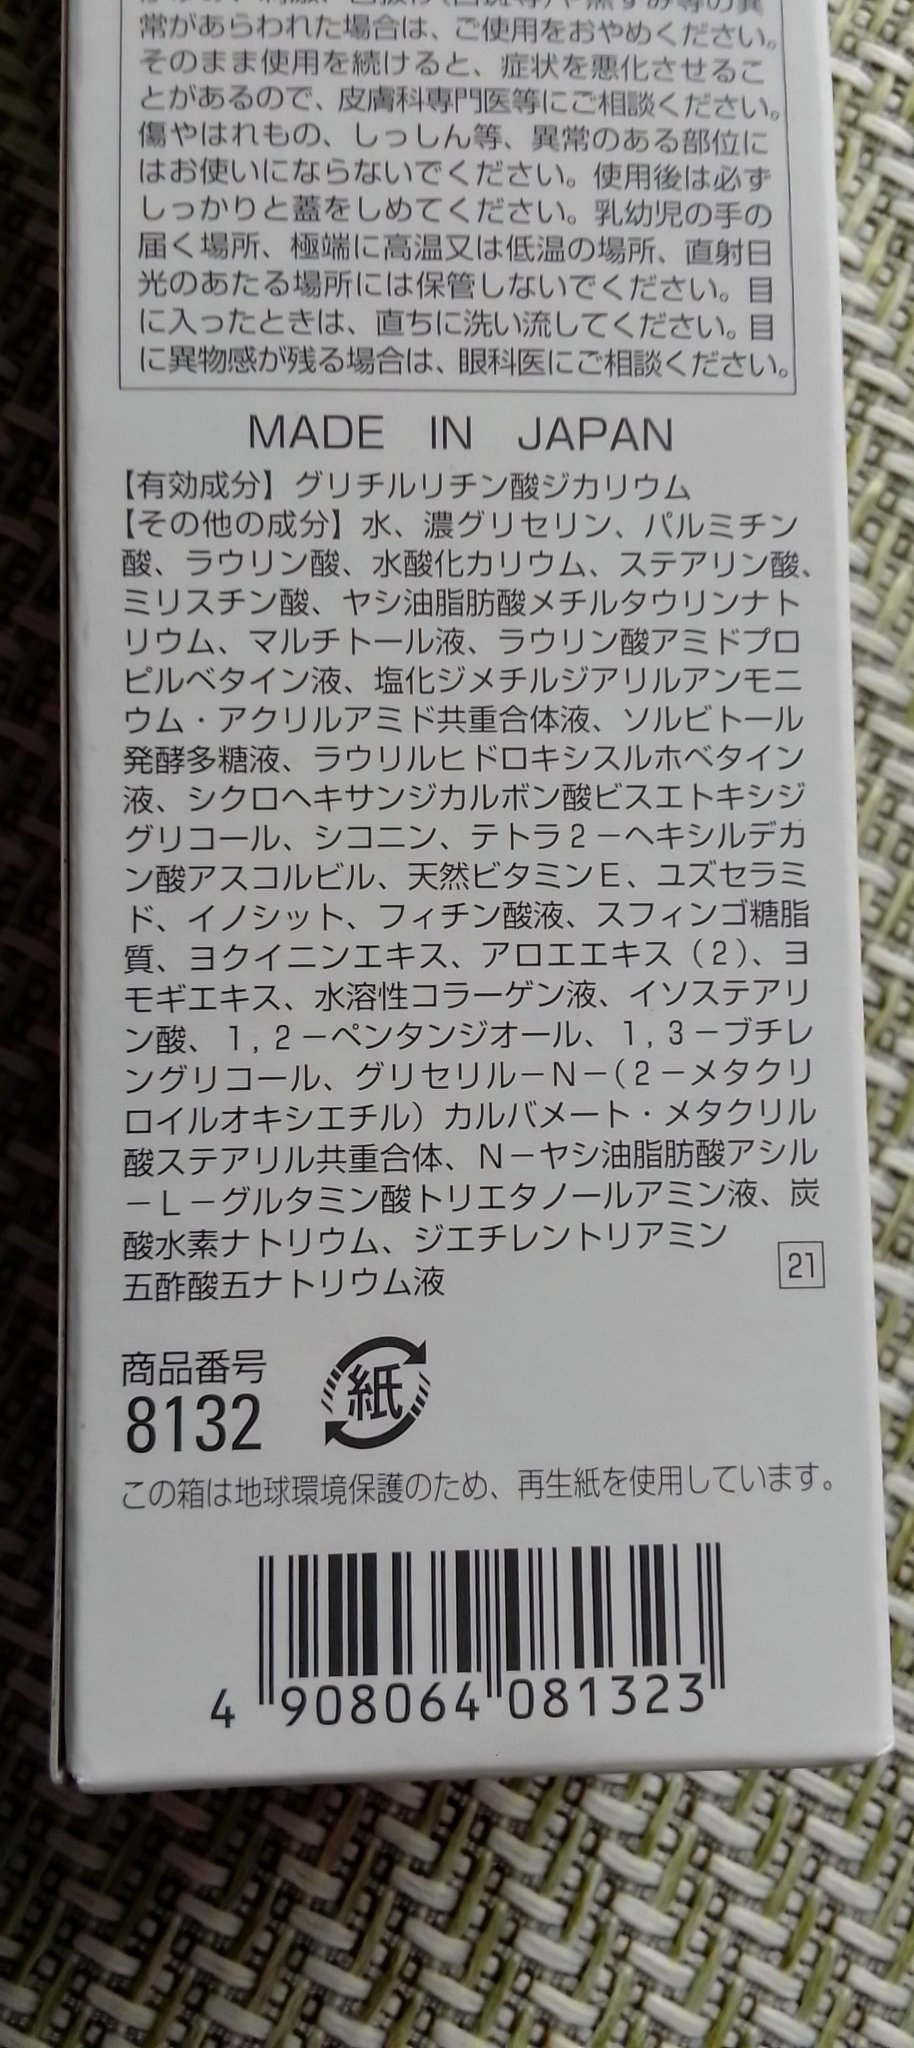 常があらわれた場合は、ご使用をおやめください。
そのまま使用を続けると、症状を悪化させるこ
とがあるので、皮膚科専門医等にご相談ください。
傷やはれもの、しっしん等、異常のある部位に
はお使いにならないでください。使用後は必ず
しっかりと蓋をしめてください。乳幼児の手の
届く場所、極端に高温又は低温の場所、直射日
光のあたる場所には保管しないでください。目
に入ったときは、直ちに洗い流してください。目
に異物感が残る場合は、眼科医にご相談ください。
MADE IN JAPAN
【有効成分】グリチルリチン酸ジカリウム
【その他の成分】水、濃グリセリン、パルミチン
酸、ラウリン酸、水酸化カリウム、ステアリン酸、
ミリスチン酸、ヤシ油脂肪酸メチルタウリンナト
リウム、マルチトール液、ラウリン酸アミドプロ
ピルベタイン液、塩化ジメチルジアリルアンモニ
ウム・アクリルアミド共重合体液、ソルビトール
発酵多糖液、ラウリルヒドロキシスルホベタイン
液、シクロヘキサンジカルボン酸ビスエトキシジ
グリコール、シコニン、テトラ2－ヘキシルデカ
ン酸アスコルビル、天然ビタミンE、ユズセラミ
ド、イノシット、フィチン酸液、スフィンゴ糖脂
質、ヨクイニンエキス、アロエエキス（2）、ヨ
モギエキス、水溶性コラーゲン液、イソステアリ
ン酸、1,2－ペンタンジオール、1,3－ブチレ
ングリコール、グリセリル－N－（2－メタクリ
ロイルオキシエチル）カルバメート・メタクリル
酸ステアリル共重合体、N－ヤシ油脂肪酸アシル
－L－グルタミン酸トリエタノールアミン液、炭
酸水素ナトリウム、ジエチレントリアミン
五酢酸五ナトリウム液
21
商品番号
8132
紙
この箱は地球環境保護のため、再生紙を使用しています。
4 908064 081323